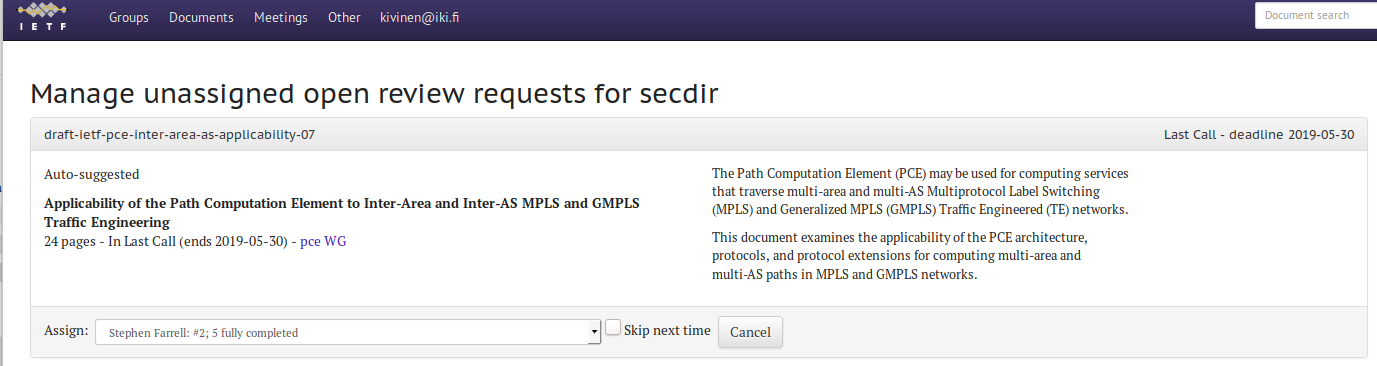 IETF
Groups Documents Meetings Other kivinen@iki.fi
Document search
Manage unassigned open review requests for secdir
draft-ietf-pce-inter-area-as-applicability-07
Last Call - deadline 2019-05-30
Auto-suggested
Applicability of the Path Computation Element to Inter-Area and Inter-AS MPLS and GMPLS
Traffic Engineering
24 pages - In Last Call (ends 2019-05-30) - pce WG
The Path Computation Element (PCE) may be used for computing services
that traverse multi-area and multi-AS Multiprotocol Label Switching
(MPLS) and Generalized MPLS (GMPLS) Traffic Engineered (TE) networks.
This document examines the applicability of the PCE architecture,
protocols, and protocol extensions for computing multi-area and
multi-AS paths in MPLS and GMPLS networks.
Assign: Stephen Farrell: #2; 5 fully completed Skip next time Cancel